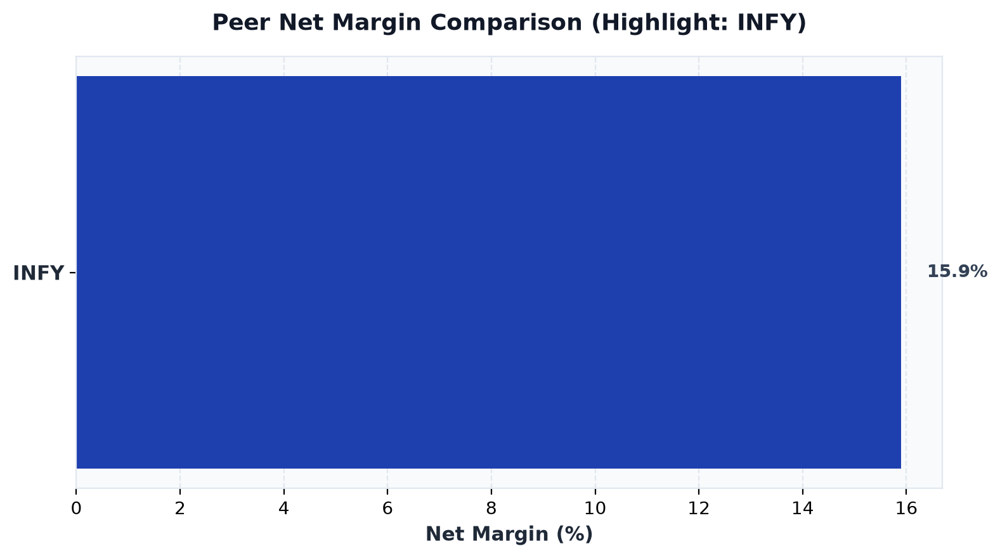 Peer Net Margin Comparison (Highlight: INFY)
INFY
15.9%
0 2 4 6 8 10 12 14 16
Net Margin (%)